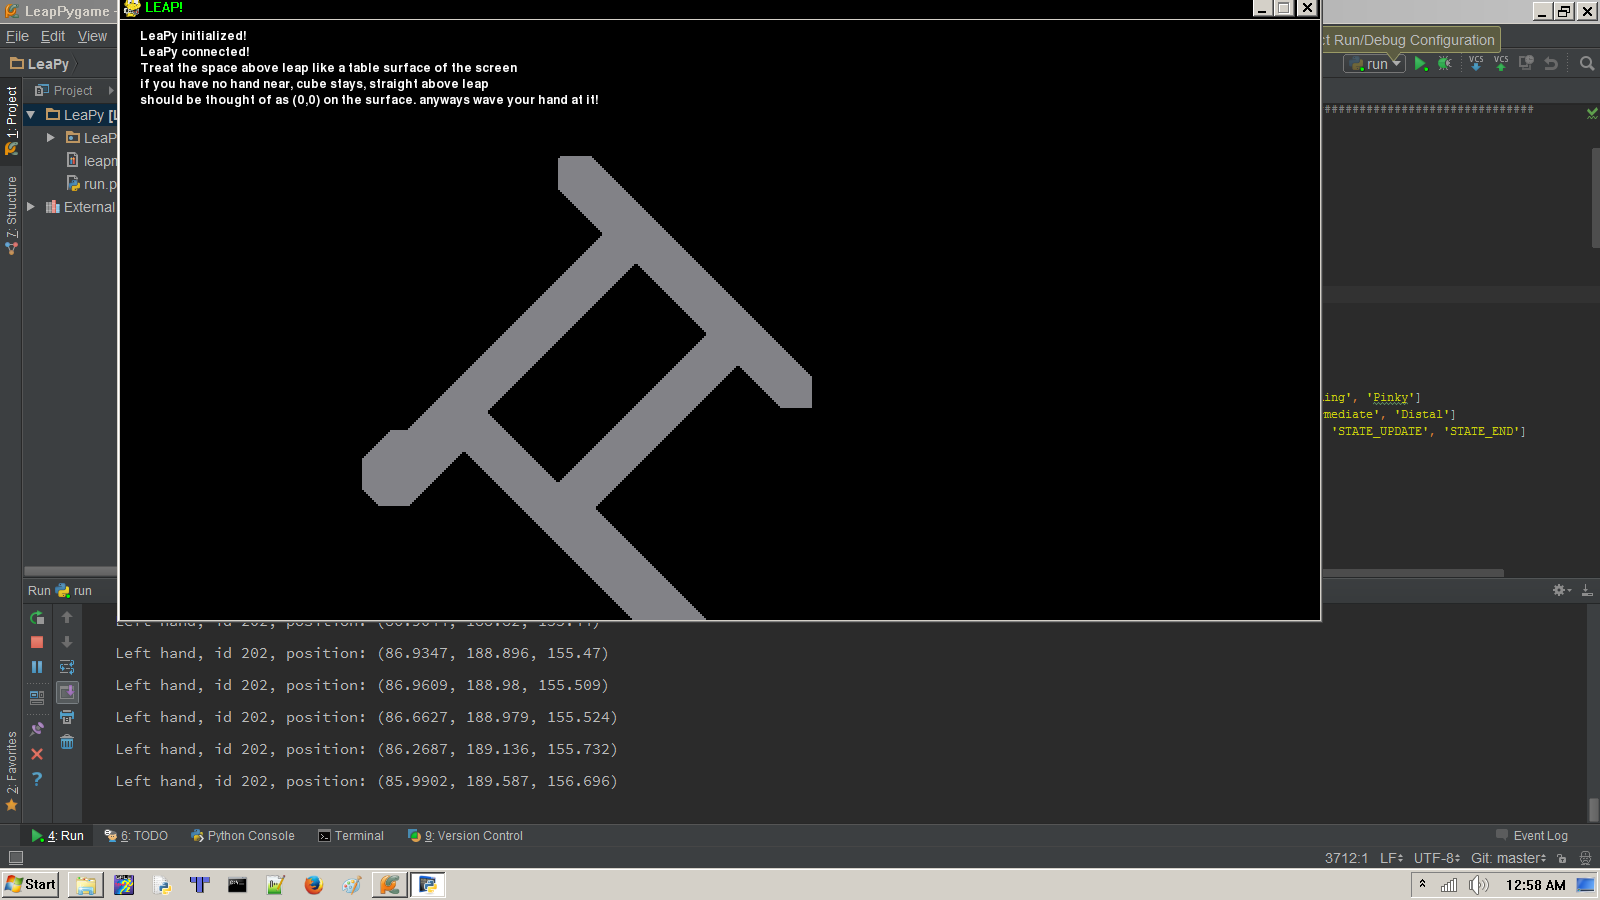 LeapPygame
LEAP!
File Edit View
LeaPy
t Run/Debug Configuration
run
VCS VCS
1: Project
7: Structure
2: Favorites
Project
LeaPy
LeaP
leap
run.p
External
LeaPy initialized!
LeaPy connected!
Treat the space above leap like a table surface of the screen
if you have no hand near, cube stays, straight above leap
should be thought of as (0,0) on the surface. anyways wave your hand at it!
##############################
ing', 'Pinky']
mediate', 'Distal']
'STATE_UPDATE', 'STATE_END']
Run run
Left hand, id 202, position: (86.9347, 188.896, 155.47)
Left hand, id 202, position: (86.9609, 188.98, 155.509)
Left hand, id 202, position: (86.6627, 188.979, 155.524)
Left hand, id 202, position: (86.2687, 189.136, 155.732)
Left hand, id 202, position: (85.9902, 189.587, 156.696)
4: Run 6: TODO Python Console Terminal 9: Version Control Event Log
3712:1 LF UTF-8 Git: master
Start 12:58 AM